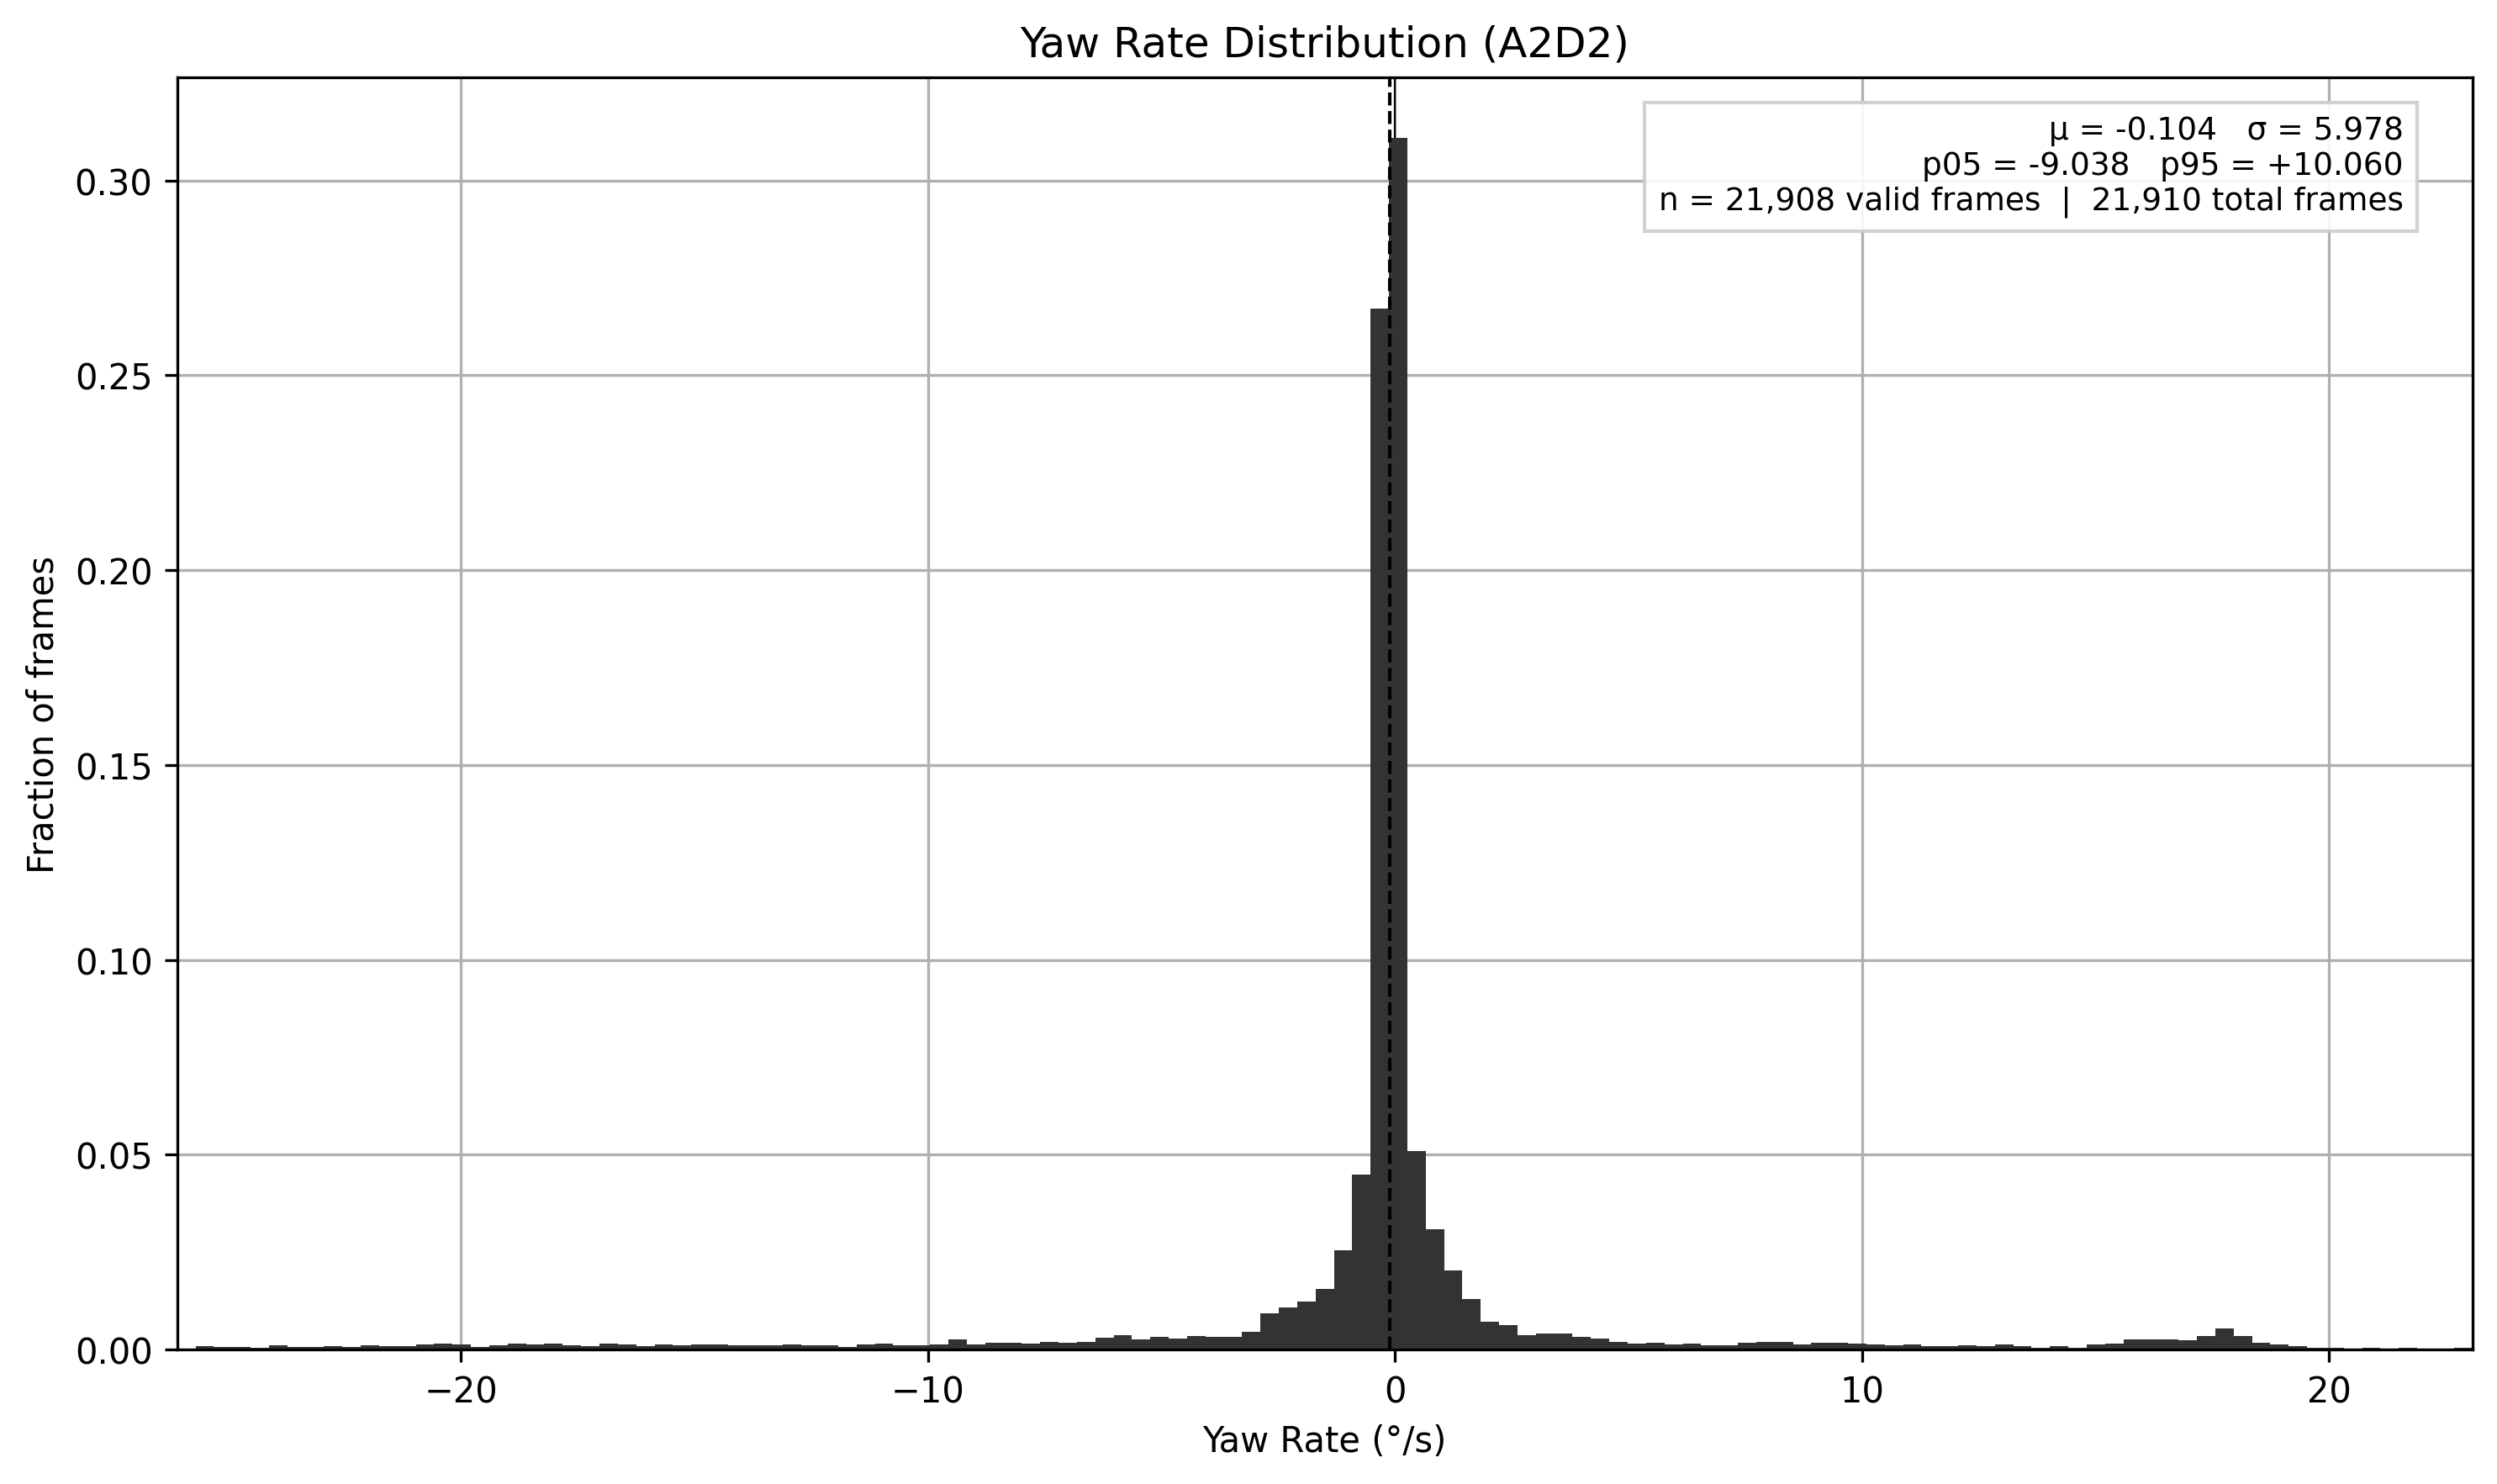 Yaw Rate Distribution (A2D2)
μ = -0.104   σ = 5.978
p05 = -9.038   p95 = +10.060
n = 21,908 valid frames  |  21,910 total frames
Fraction of frames
0.30
0.25
0.20
0.15
0.10
0.05
0.00
−20
−10
0
10
20
Yaw Rate (°/s)